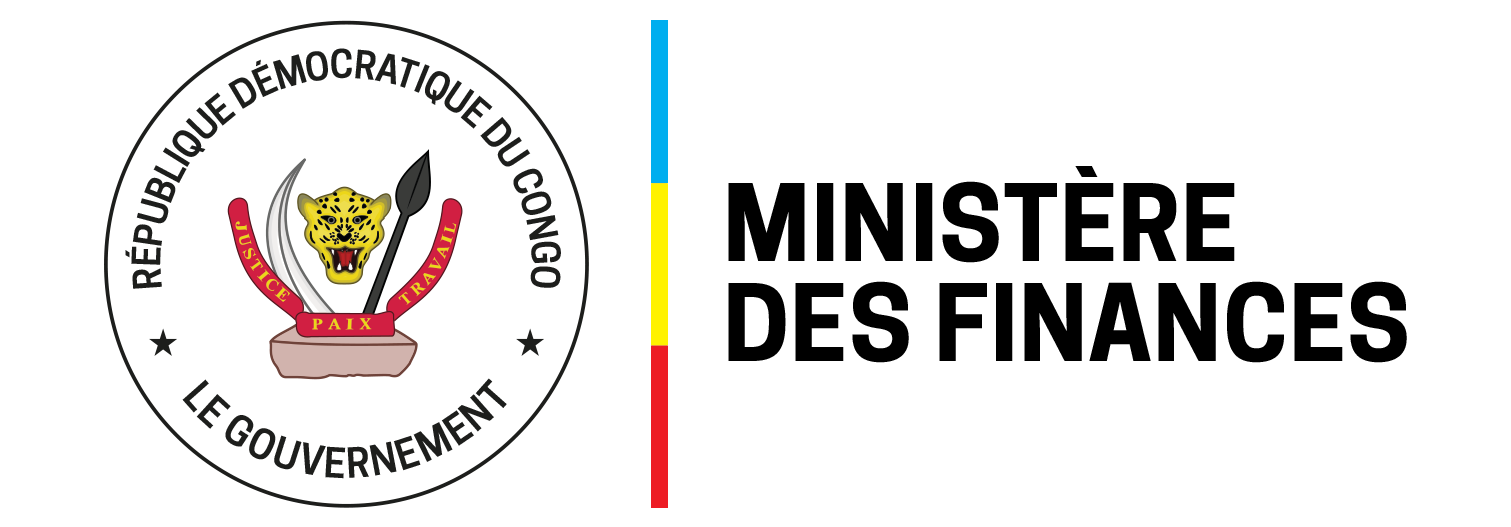 RÉPUBLIQUE DÉMOCRATIQUE DU CONGO
JUSTICE
PAIX
TRAVAIL
LE GOUVERNEMENT
MINISTÈRE
DES FINANCES